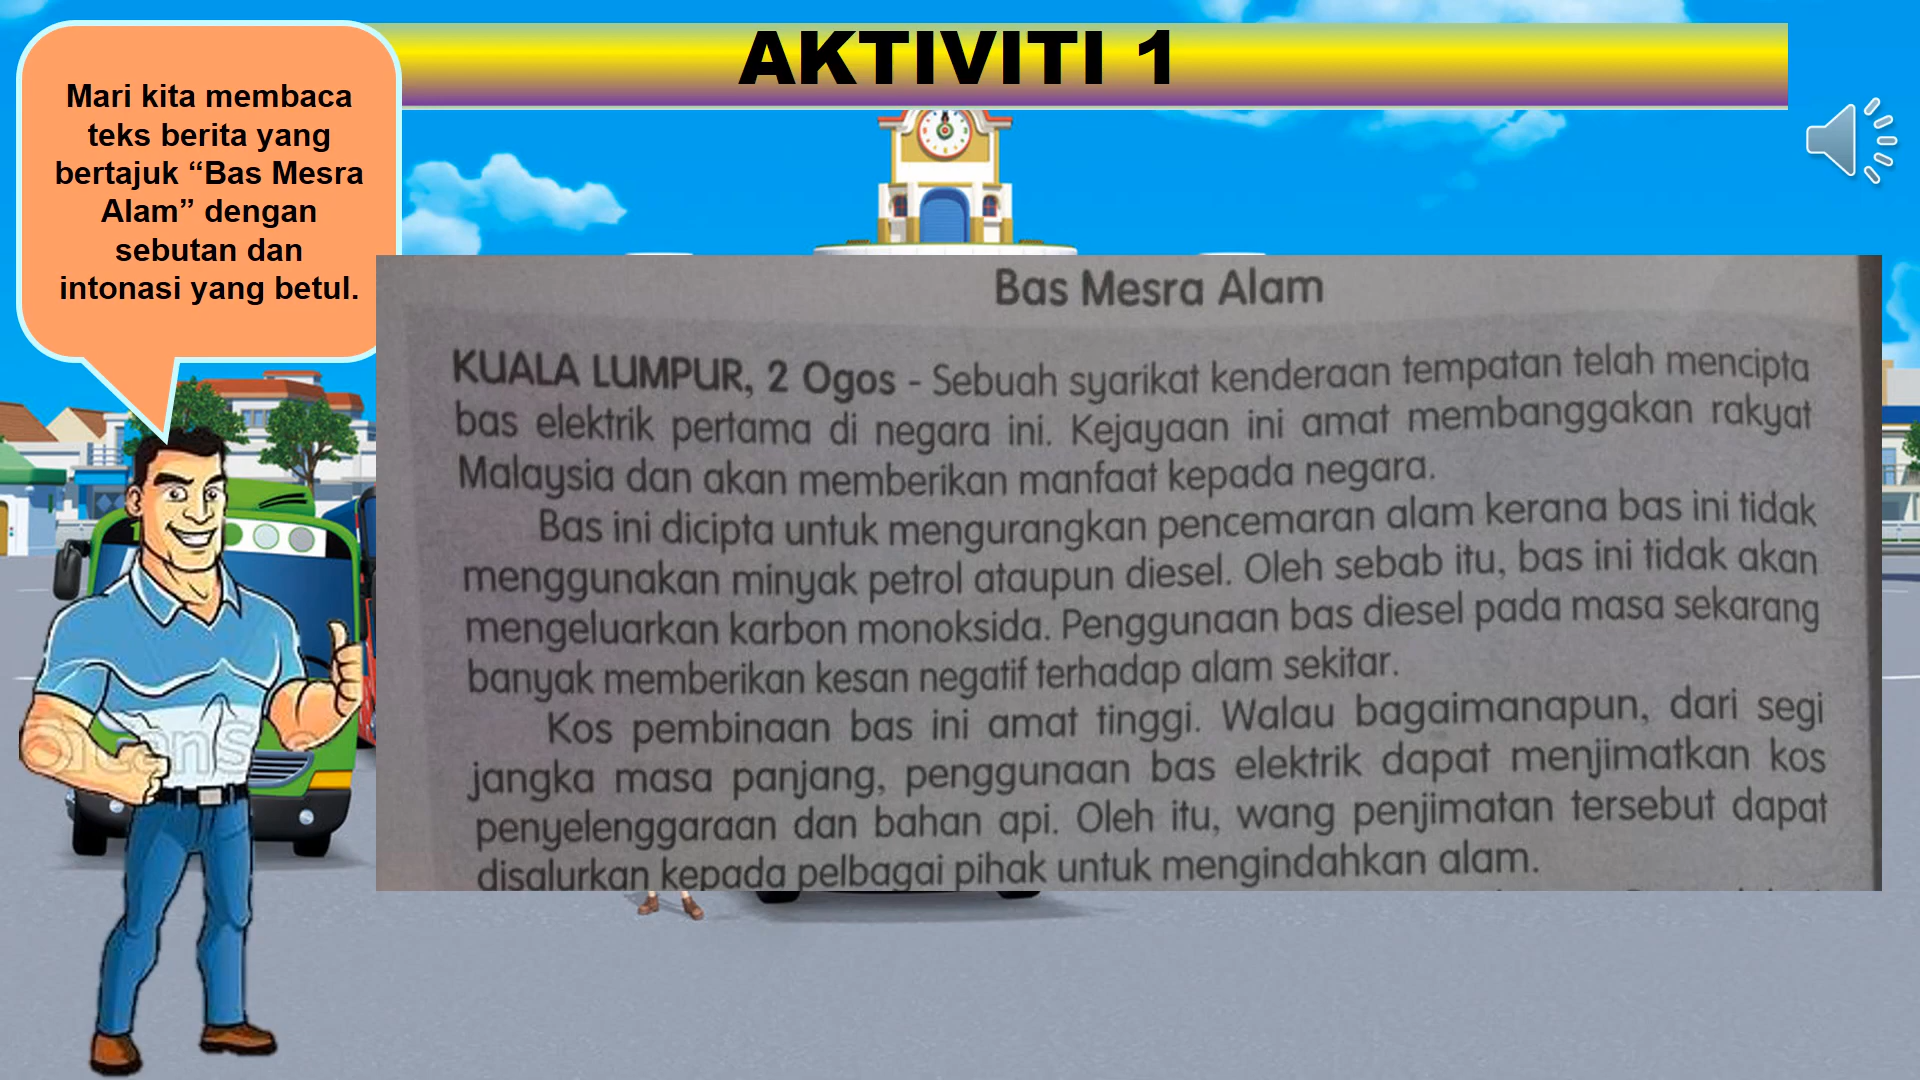 AKTIVITI 1
Mari kita membaca
teks berita yang
bertajuk “Bas Mesra
Alam” dengan
sebutan dan
intonasi yang betul.
Bas Mesra Alam
KUALA LUMPUR, 2 Ogos - Sebuah syarikat kenderaan tempatan telah mencipta
bas elektrik pertama di negara ini. Kejayaan ini amat membanggakan rakyat
Malaysia dan akan memberikan manfaat kepada negara.
Bas ini dicipta untuk mengurangkan pencemaran alam kerana bas ini tidak
menggunakan minyak petrol ataupun diesel. Oleh sebab itu, bas ini tidak akan
mengeluarkan karbon monoksida. Penggunaan bas diesel pada masa sekarang
banyak memberikan kesan negatif terhadap alam sekitar.
Kos pembinaan bas ini amat tinggi. Walau bagaimanapun, dari segi
jangka masa panjang, penggunaan bas elektrik dapat menjimatkan kos
penyelenggaraan dan bahan api. Oleh itu, wang penjimatan tersebut dapat
disalurkan kepada pelbagai pihak untuk mengindahkan alam.